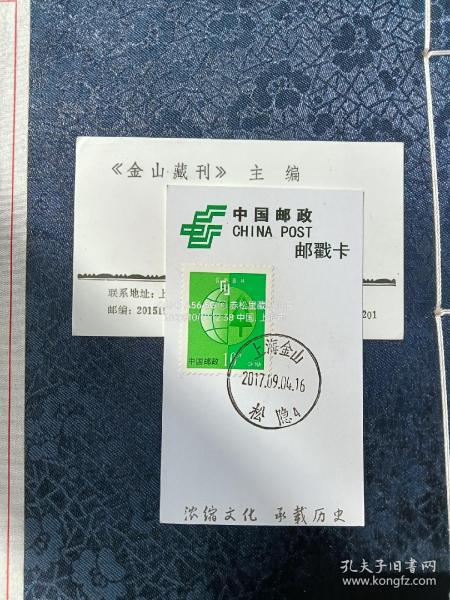 《金山藏刊》 主 编
中国邮政
CHINA POST
邮戳卡
中国邮政 10
上海金山
2017.09.04.16
松隐4
联系地址:上
邮编:20151
201
浓缩文化 承载历史
孔夫子旧书网
www.kongfz.com